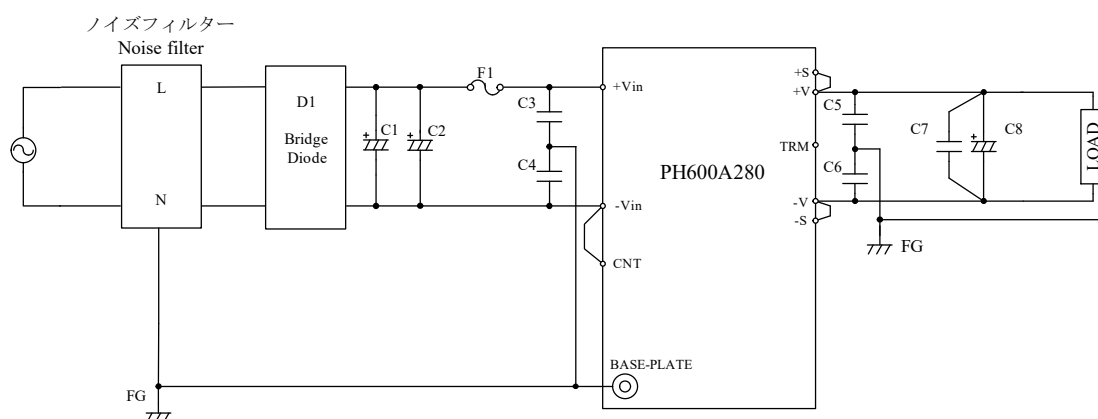 ノイズフィルター
Noise filter
L
N
D1
Bridge
Diode
+
C1
+
C2
F1
C3
C4
+Vin
-Vin
CNT
BASE-PLATE
PH600A280
+S
+V
TRM
-V
-S
C5
C6
C7
+
C8
LOAD
FG
FG